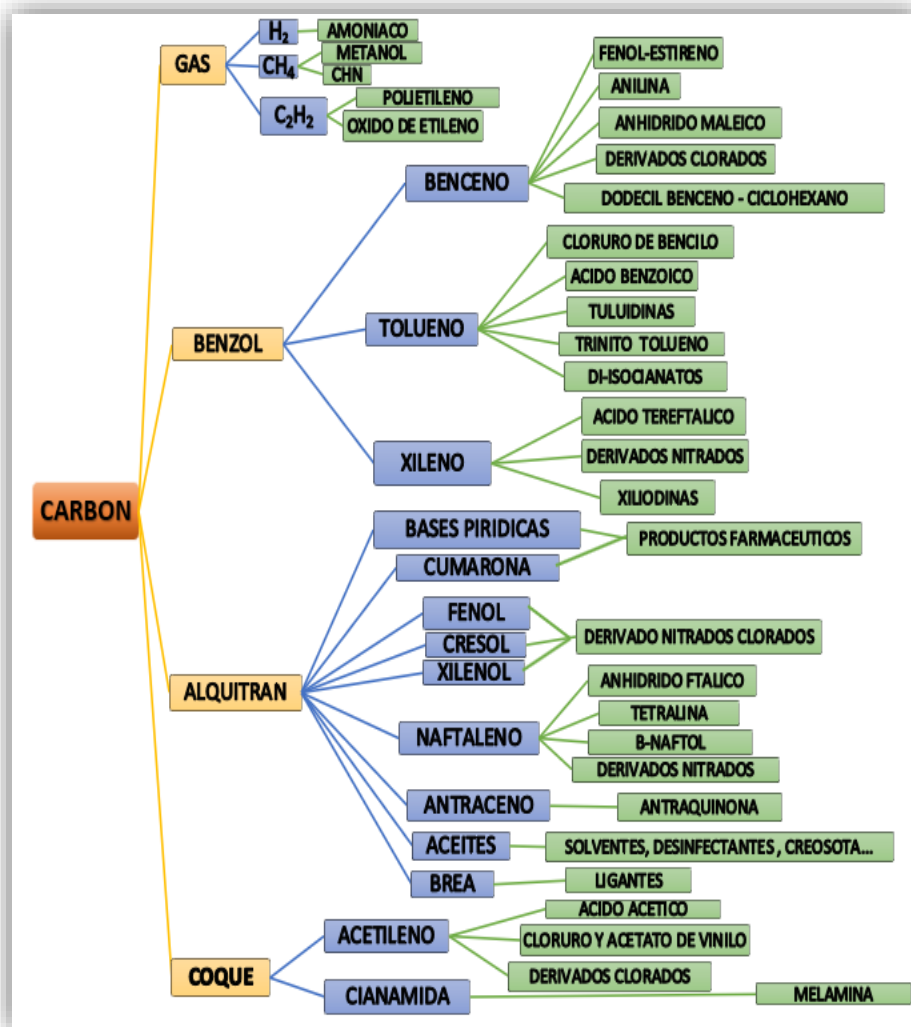 CARBON
GAS
H₂
AMONIACO
CH₄
METANOL
CHN
C₂H₂
POLIETILENO
OXIDO DE ETILENO
BENZOL
BENCENO
FENOL-ESTIRENO
ANILINA
ANHIDRIDO MALEICO
DERIVADOS CLORADOS
DODECIL BENCENO - CICLOHEXANO
TOLUENO
CLORURO DE BENCILO
ACIDO BENZOICO
TULUIDINAS
TRINITO TOLUENO
DI-ISOCIANATOS
XILENO
ACIDO TEREFTALICO
DERIVADOS NITRADOS
XILIODINAS
ALQUITRAN
BASES PIRIDICAS
CUMARONA
PRODUCTOS FARMACEUTICOS
FENOL
CRESOL
XILENOL
DERIVADO NITRADOS CLORADOS
NAFTALENO
ANHIDRIDO FTALICO
TETRALINA
B-NAFTOL
DERIVADOS NITRADOS
ANTRACENO
ANTRAQUINONA
ACEITES
SOLVENTES, DESINFECTANTES , CREOSOTA...
BREA
LIGANTES
COQUE
ACETILENO
ACIDO ACETICO
CLORURO Y ACETATO DE VINILO
DERIVADOS CLORADOS
CIANAMIDA
MELAMINA